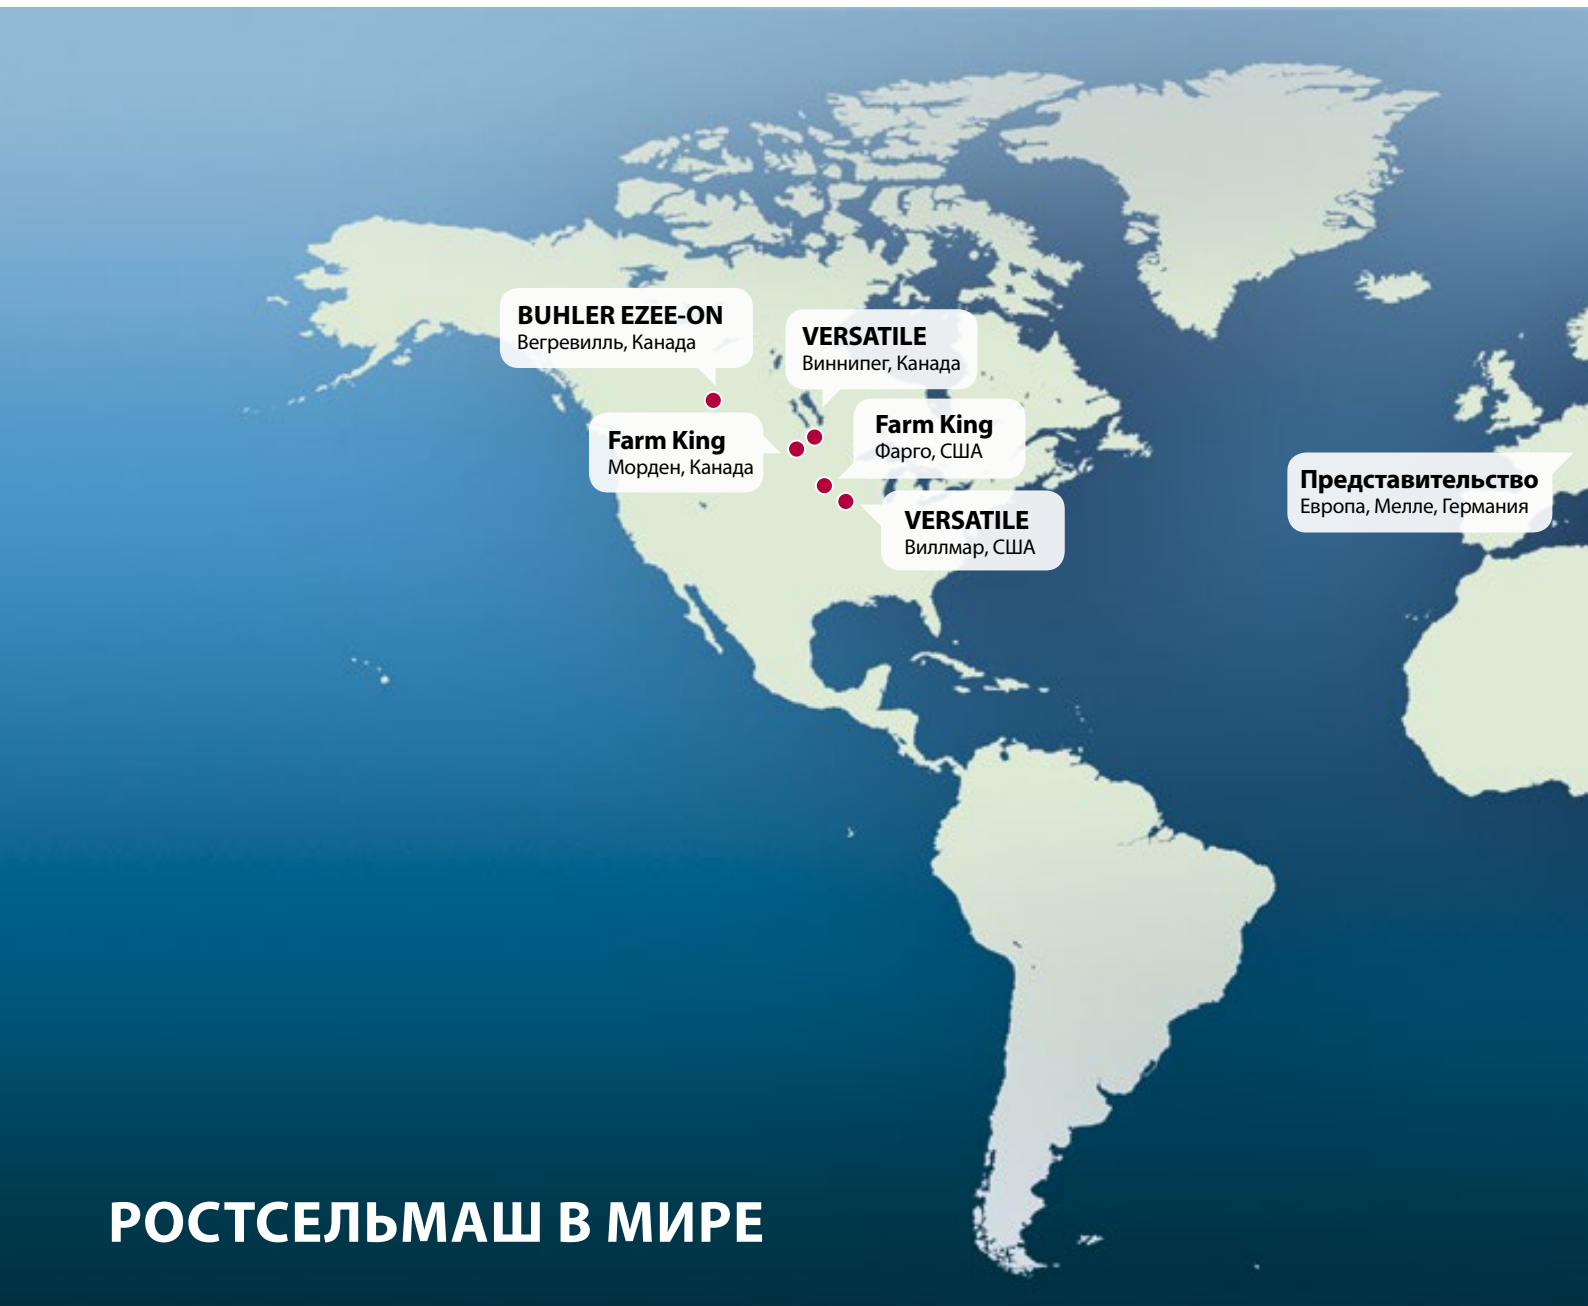 BUHLER EZEE-ON
Вегревилль, Канада
VERSATILE
Виннипег, Канада
Farm King
Морден, Канада
Farm King
Фарго, США
VERSATILE
Виллмар, США
Представительство
Европа, Мелле, Германия
РОСТСЕЛЬМАШ В МИРЕ